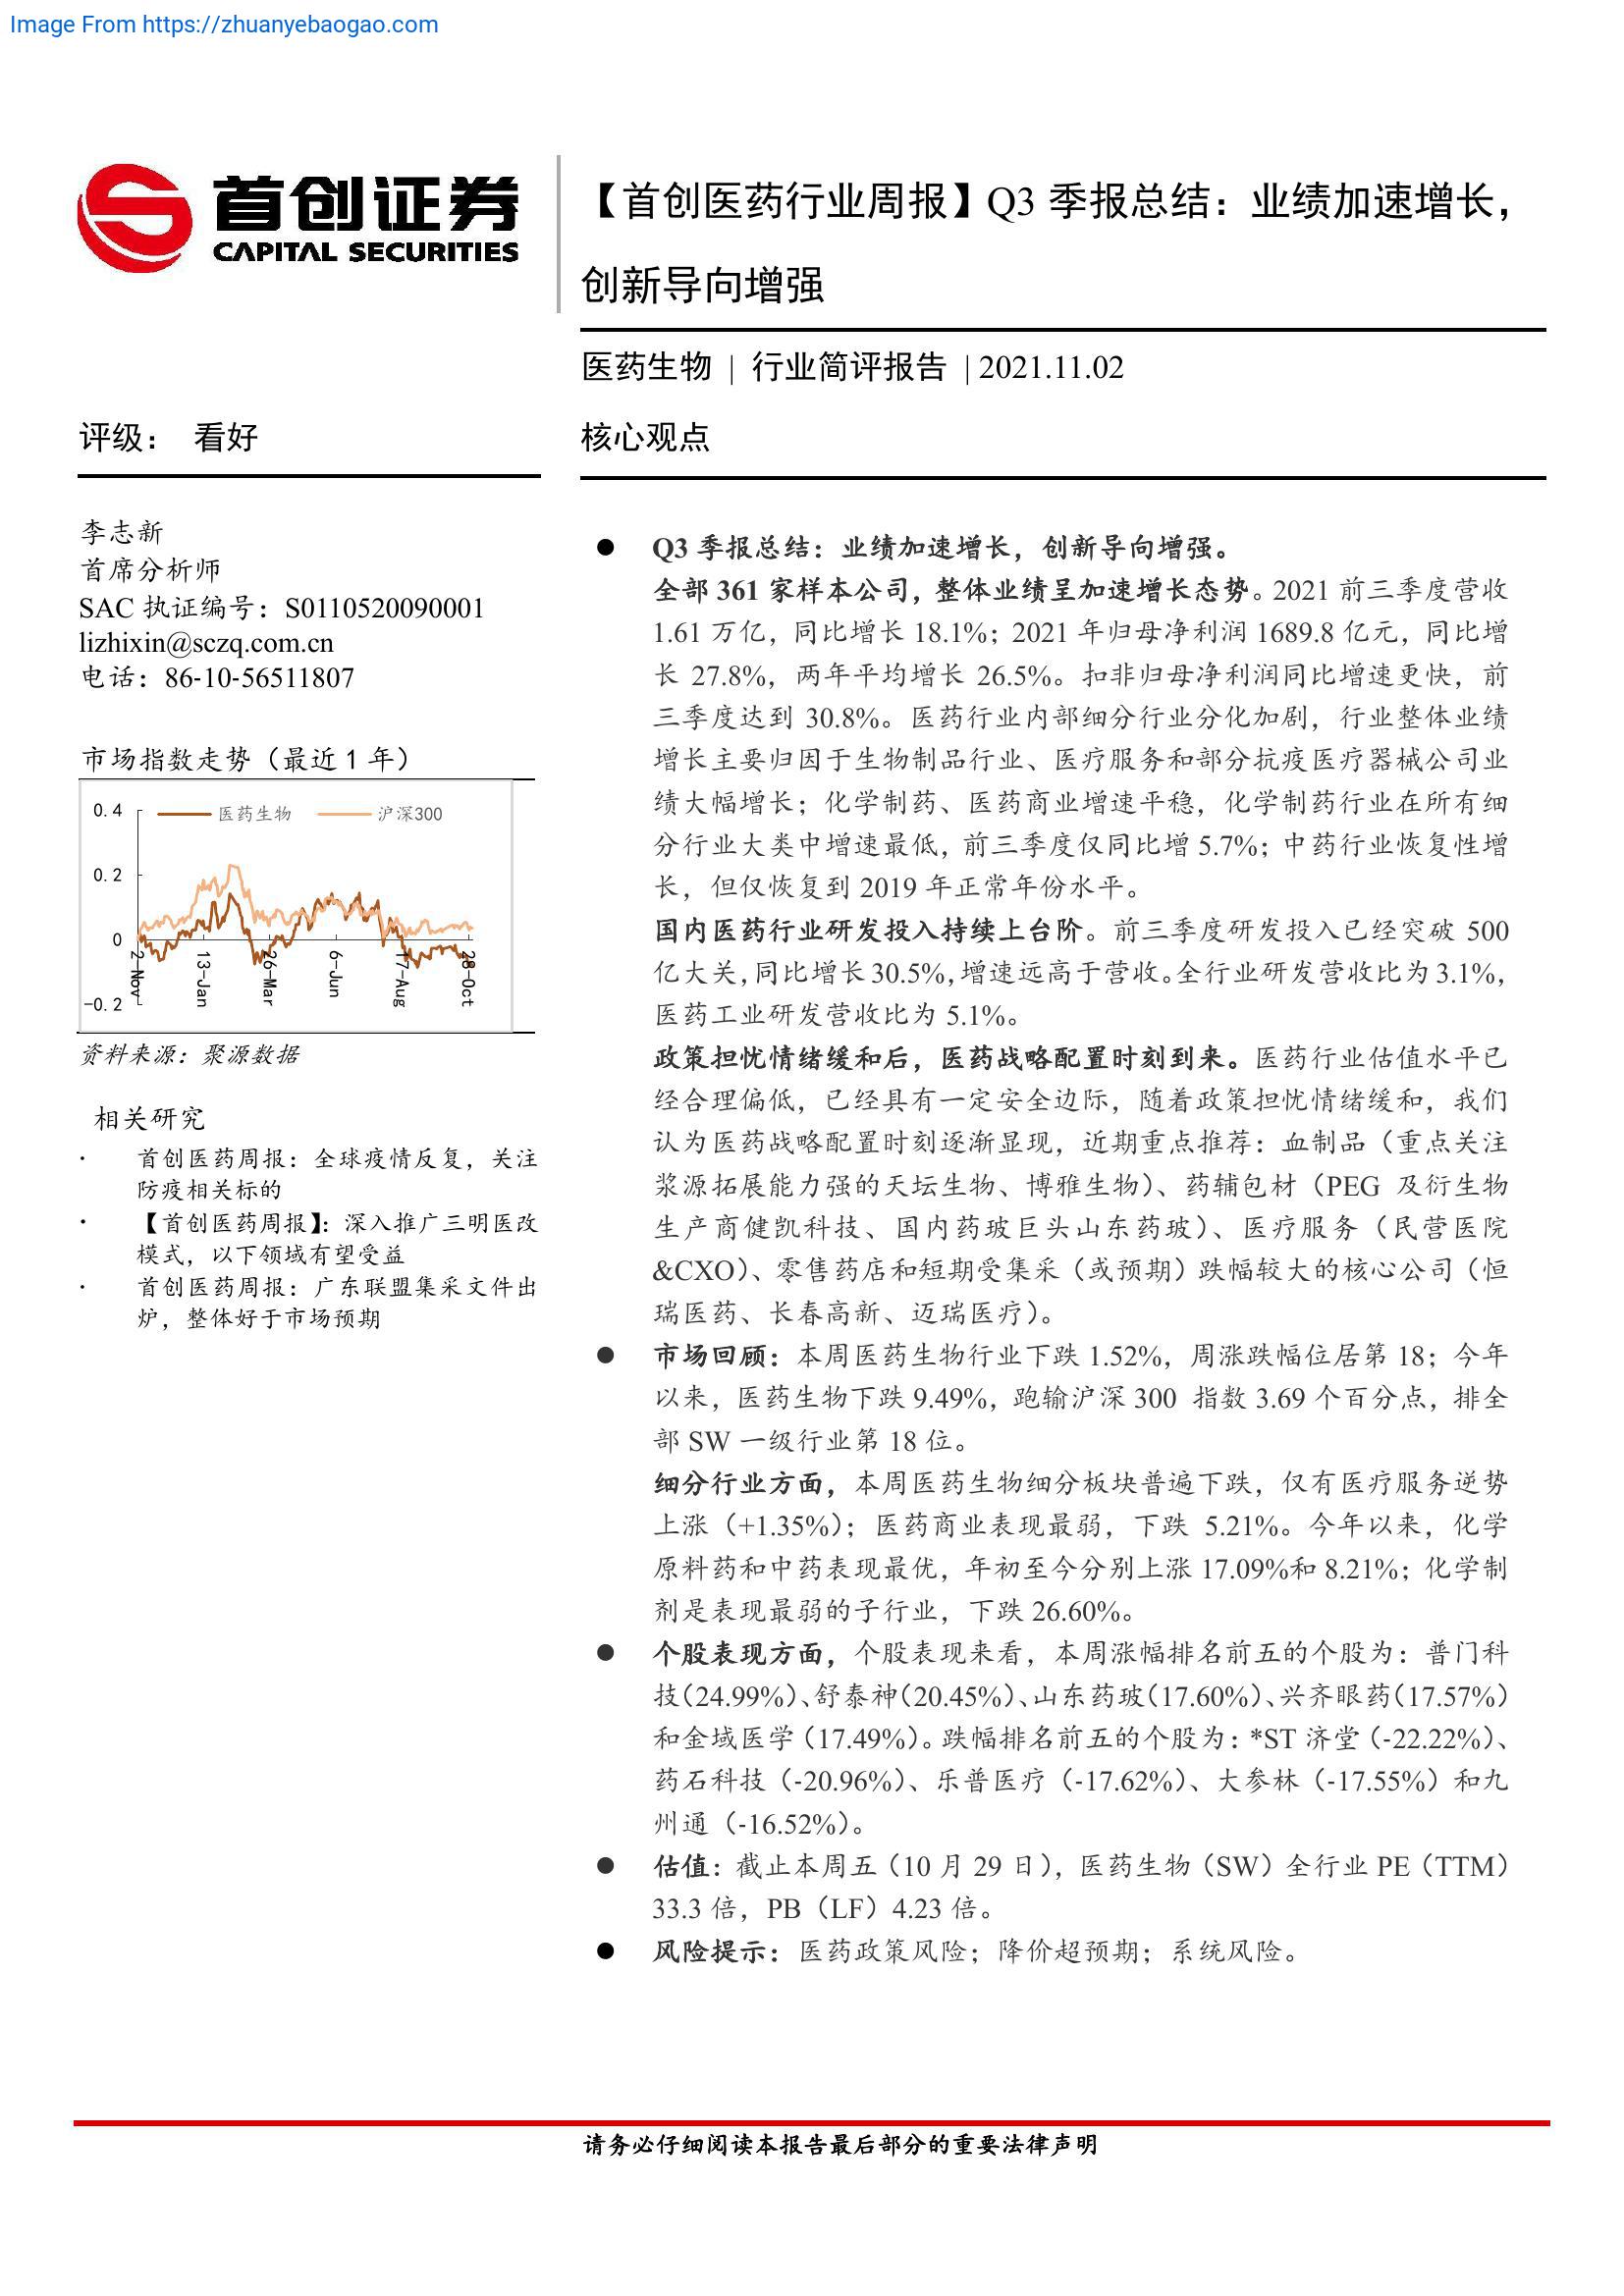 Image From https://zhuanyebaogao.com
首创证券
CAPITAL SECURITIES
【首创医药行业周报】Q3 季报总结：业绩加速增长，
创新导向增强
医药生物 | 行业简评报告 | 2021.11.02
评级： 看好
核心观点
李志新
首席分析师
SAC 执证编号：S0110520090001
lizhixin@sczq.com.cn
电话：86-10-56511807
市场指数走势（最近 1 年）
医药生物 沪深300
0.4
0.2
0
-0.2
2-Nov
13-Jan
26-Mar
6-Jun
17-Aug
28-Oct
资料来源：聚源数据
相关研究
· 首创医药周报：全球疫情反复，关注
防疫相关标的
· 【首创医药周报】：深入推广三明医改
模式，以下领域有望受益
· 首创医药周报：广东联盟集采文件出
炉，整体好于市场预期
● Q3 季报总结：业绩加速增长，创新导向增强。
全部 361 家样本公司，整体业绩呈加速增长态势。2021 前三季度营收
1.61 万亿，同比增长 18.1%；2021 年归母净利润 1689.8 亿元，同比增
长 27.8%，两年平均增长 26.5%。扣非归母净利润同比增速更快，前
三季度达到 30.8%。医药行业内部细分行业分化加剧，行业整体业绩
增长主要归因于生物制品行业、医疗服务和部分抗疫医疗器械公司业
绩大幅增长；化学制药、医药商业增速平稳，化学制药行业在所有细
分行业大类中增速最低，前三季度仅同比增 5.7%；中药行业恢复性增
长，但仅恢复到 2019 年正常年份水平。
国内医药行业研发投入持续上台阶。前三季度研发投入已经突破 500
亿大关，同比增长 30.5%，增速远高于营收。全行业研发营收比为 3.1%，
医药工业研发营收比为 5.1%。
政策担忧情绪缓和后，医药战略配置时刻到来。医药行业估值水平已
经合理偏低，已经具有一定安全边际，随着政策担忧情绪缓和，我们
认为医药战略配置时刻逐渐显现，近期重点推荐：血制品（重点关注
浆源拓展能力强的天坛生物、博雅生物）、药辅包材（PEG 及衍生物
生产商健凯科技、国内药玻巨头山东药玻）、医疗服务（民营医院
&CXO）、零售药店和短期受集采（或预期）跌幅较大的核心公司（恒
瑞医药、长春高新、迈瑞医疗）。
● 市场回顾：本周医药生物行业下跌 1.52%，周涨跌幅位居第 18；今年
以来，医药生物下跌 9.49%，跑输沪深 300 指数 3.69 个百分点，排全
部 SW 一级行业第 18 位。
细分行业方面，本周医药生物细分板块普遍下跌，仅有医疗服务逆势
上涨（+1.35%）；医药商业表现最弱，下跌 5.21%。今年以来，化学
原料药和中药表现最优，年初至今分别上涨 17.09%和 8.21%；化学制
剂是表现最弱的子行业，下跌 26.60%。
● 个股表现方面，个股表现来看，本周涨幅排名前五的个股为：普门科
技（24.99%）、舒泰神（20.45%）、山东药玻（17.60%）、兴齐眼药（17.57%）
和金域医学（17.49%）。跌幅排名前五的个股为：*ST 济堂（-22.22%）、
药石科技（-20.96%）、乐普医疗（-17.62%）、大参林（-17.55%）和九
州通（-16.52%）。
● 估值：截止本周五（10 月 29 日），医药生物（SW）全行业 PE（TTM）
33.3 倍，PB（LF）4.23 倍。
● 风险提示：医药政策风险；降价超预期；系统风险。
请务必仔细阅读本报告最后部分的重要法律声明